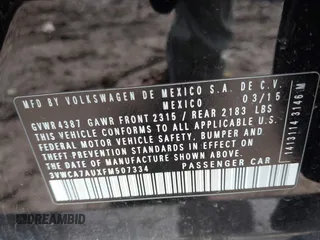 MFD BY VOLKSWAGEN DE MEXICO S.A. DE C.V.
MEXICO 03/15
GVWR4387 GAWR FRONT 2315 / REAR 2183 LBS
THIS VEHICLE CONFORMS TO ALL APPLICABLE
FEDERAL MOTOR VEHICLE SAFETY, BUMPER AND
THEFT PREVENTION STANDARDS IN EFFECT ON
THE DATE OF MANUFACTURE SHOWN ABOVE.
3VWCA7AUXFM507334 PASSENGER CAR
DREAMBID